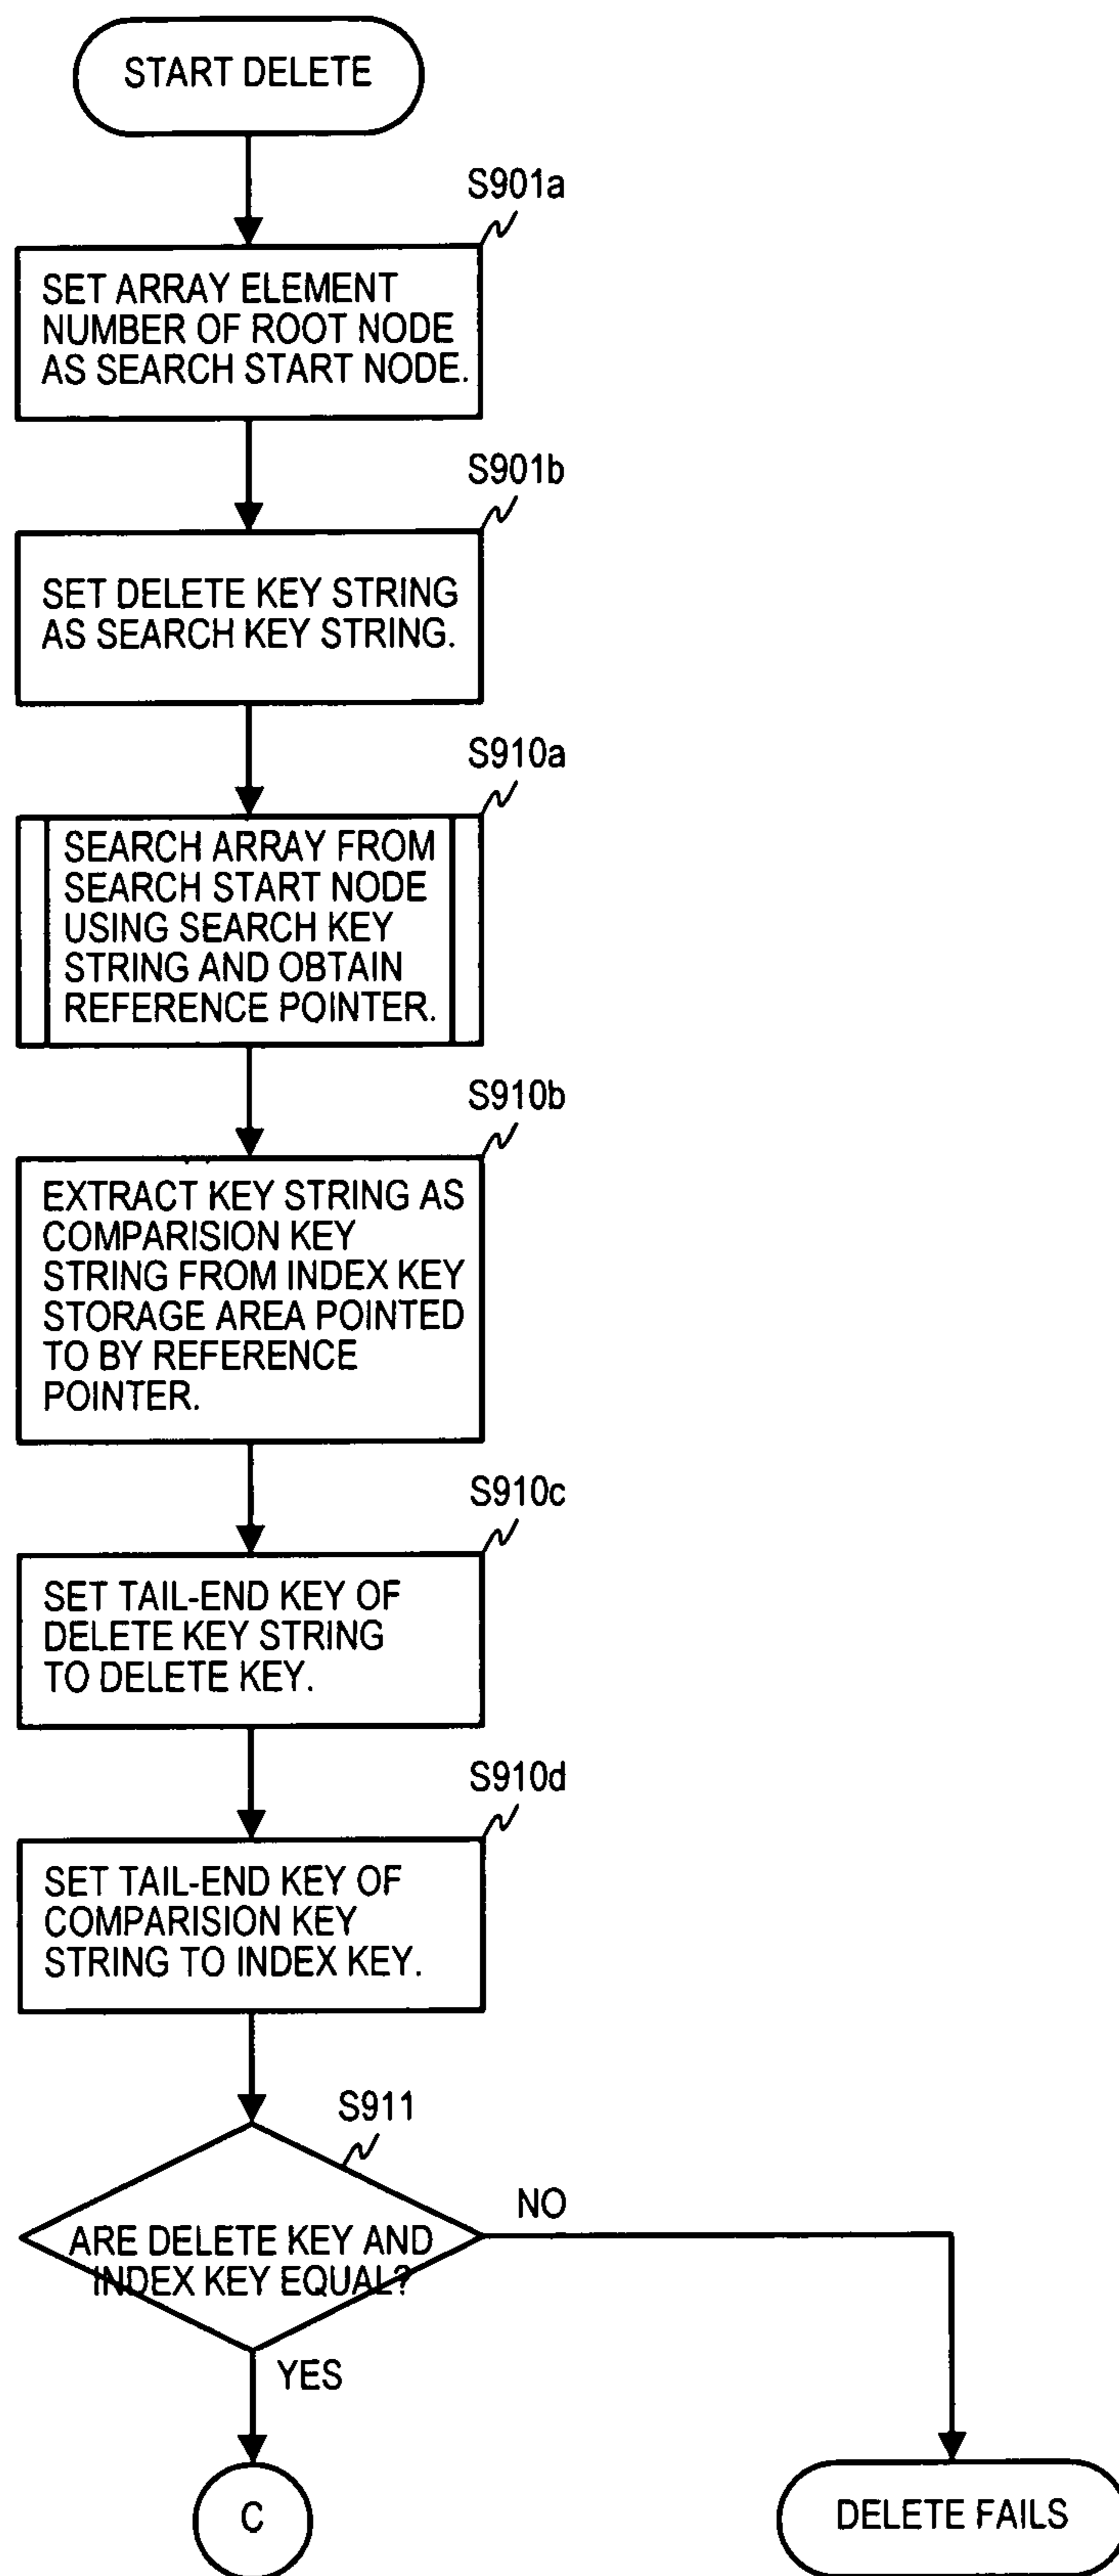 START DELETE
S901a
SET ARRAY ELEMENT
NUMBER OF ROOT NODE
AS SEARCH START NODE.
S901b
SET DELETE KEY STRING
AS SEARCH KEY STRING.
S910a
SEARCH ARRAY FROM
SEARCH START NODE
USING SEARCH KEY
STRING AND OBTAIN
REFERENCE POINTER.
S910b
EXTRACT KEY STRING AS
COMPARISION KEY
STRING FROM INDEX KEY
STORAGE AREA POINTED
TO BY REFERENCE
POINTER.
S910c
SET TAIL-END KEY OF
DELETE KEY STRING
TO DELETE KEY.
S910d
SET TAIL-END KEY OF
COMPARISION KEY
STRING TO INDEX KEY.
S911
NO
ARE DELETE KEY AND
INDEX KEY EQUAL?
YES
C
DELETE FAILS